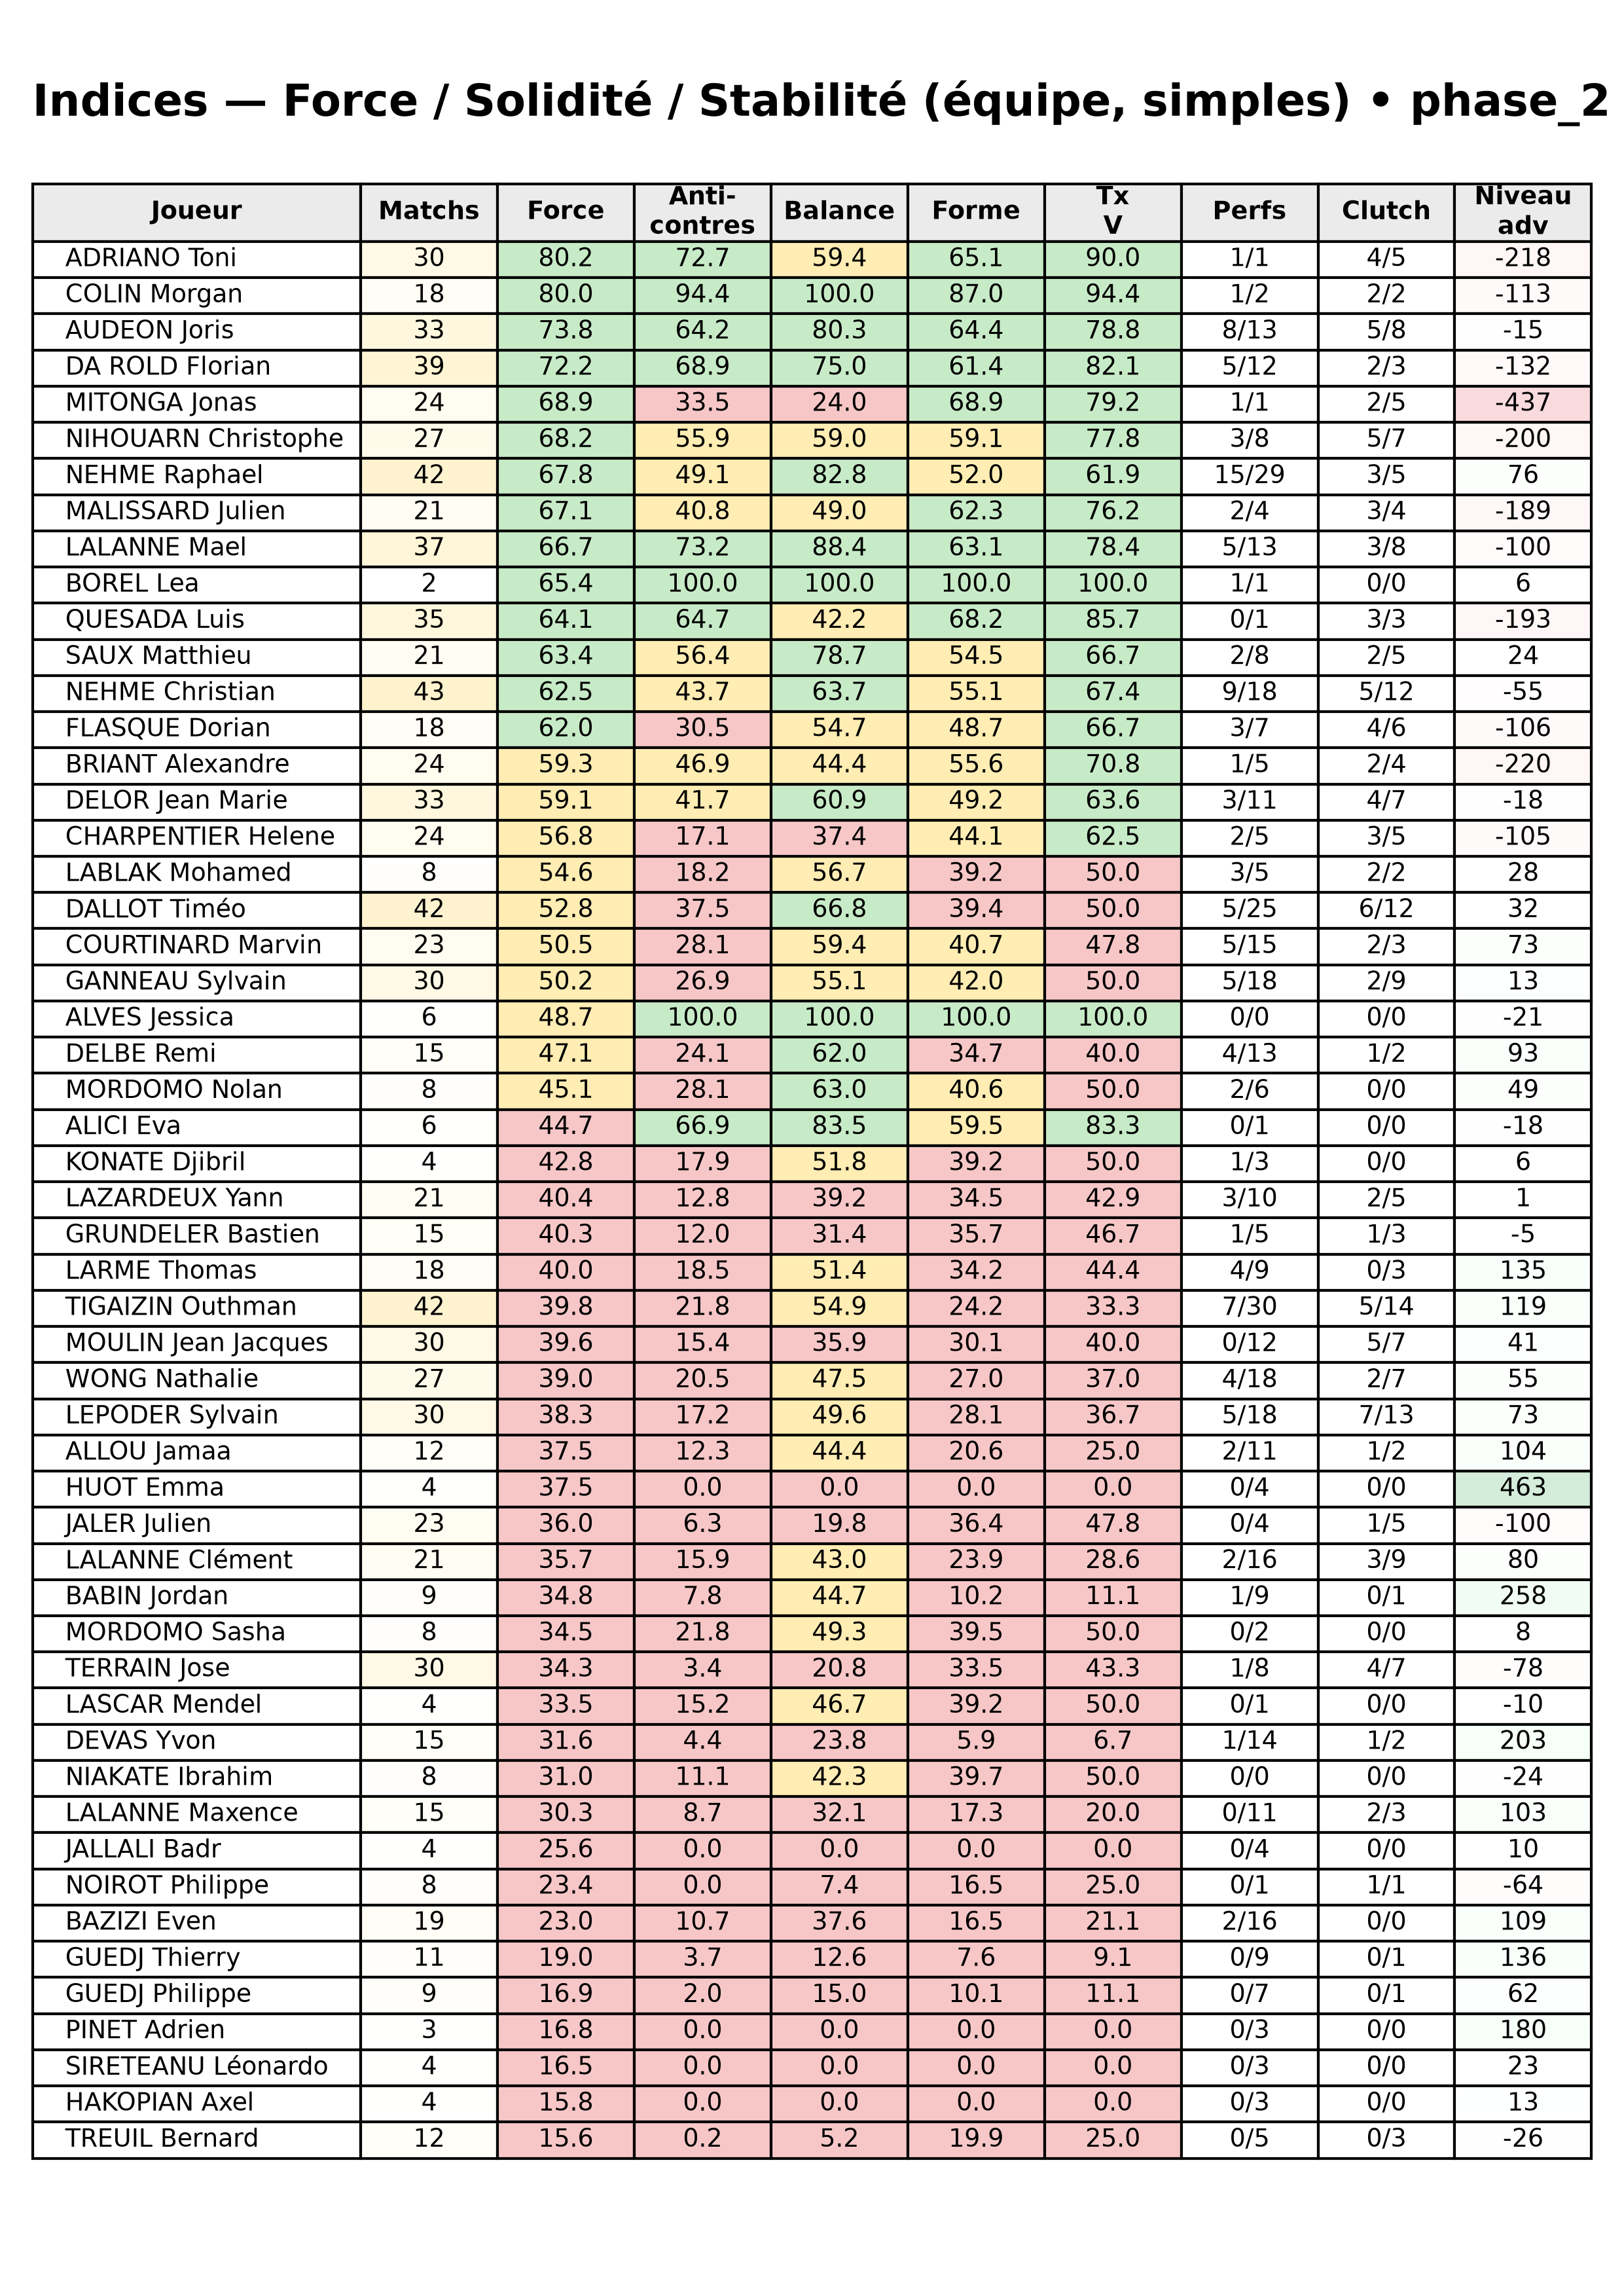 Indices — Force / Solidité / Stabilité (équipe, simples) • phase_2
Joueur Matchs Force Anti-contres Balance Forme Tx V Perfs Clutch Niveau adv
ADRIANO Toni 30 80.2 72.7 59.4 65.1 90.0 1/1 4/5 -218
COLIN Morgan 18 80.0 94.4 100.0 87.0 94.4 1/2 2/2 -113
AUDEON Joris 33 73.8 64.2 80.3 64.4 78.8 8/13 5/8 -15
DA ROLD Florian 39 72.2 68.9 75.0 61.4 82.1 5/12 2/3 -132
MITONGA Jonas 24 68.9 33.5 24.0 68.9 79.2 1/1 2/5 -437
NIHOUARN Christophe 27 68.2 55.9 59.0 59.1 77.8 3/8 5/7 -200
NEHME Raphael 42 67.8 49.1 82.8 52.0 61.9 15/29 3/5 76
MALISSARD Julien 21 67.1 40.8 49.0 62.3 76.2 2/4 3/4 -189
LALANNE Mael 37 66.7 73.2 88.4 63.1 78.4 5/13 3/8 -100
BOREL Lea 2 65.4 100.0 100.0 100.0 100.0 1/1 0/0 6
QUESADA Luis 35 64.1 64.7 42.2 68.2 85.7 0/1 3/3 -193
SAUX Matthieu 21 63.4 56.4 78.7 54.5 66.7 2/8 2/5 24
NEHME Christian 43 62.5 43.7 63.7 55.1 67.4 9/18 5/12 -55
FLASQUE Dorian 18 62.0 30.5 54.7 48.7 66.7 3/7 4/6 -106
BRIANT Alexandre 24 59.3 46.9 44.4 55.6 70.8 1/5 2/4 -220
DELOR Jean Marie 33 59.1 41.7 60.9 49.2 63.6 3/11 4/7 -18
CHARPENTIER Helene 24 56.8 17.1 37.4 44.1 62.5 2/5 3/5 -105
LABLAK Mohamed 8 54.6 18.2 56.7 39.2 50.0 3/5 2/2 28
DALLOT Timéo 42 52.8 37.5 66.8 39.4 50.0 5/25 6/12 32
COURTINARD Marvin 23 50.5 28.1 59.4 40.7 47.8 5/15 2/3 73
GANNEAU Sylvain 30 50.2 26.9 55.1 42.0 50.0 5/18 2/9 13
ALVES Jessica 6 48.7 100.0 100.0 100.0 100.0 0/0 0/0 -21
DELBE Remi 15 47.1 24.1 62.0 34.7 40.0 4/13 1/2 93
MORDOMO Nolan 8 45.1 28.1 63.0 40.6 50.0 2/6 0/0 49
ALICI Eva 6 44.7 66.9 83.5 59.5 83.3 0/1 0/0 -18
KONATE Djibril 4 42.8 17.9 51.8 39.2 50.0 1/3 0/0 6
LAZARDEUX Yann 21 40.4 12.8 39.2 34.5 42.9 3/10 2/5 1
GRUNDELER Bastien 15 40.3 12.0 31.4 35.7 46.7 1/5 1/3 -5
LARME Thomas 18 40.0 18.5 51.4 34.2 44.4 4/9 0/3 135
TIGAIZIN Outhman 42 39.8 21.8 54.9 24.2 33.3 7/30 5/14 119
MOULIN Jean Jacques 30 39.6 15.4 35.9 30.1 40.0 0/12 5/7 41
WONG Nathalie 27 39.0 20.5 47.5 27.0 37.0 4/18 2/7 55
LEPODER Sylvain 30 38.3 17.2 49.6 28.1 36.7 5/18 7/13 73
ALLOU Jamaa 12 37.5 12.3 44.4 20.6 25.0 2/11 1/2 104
HUOT Emma 4 37.5 0.0 0.0 0.0 0.0 0/4 0/0 463
JALER Julien 23 36.0 6.3 19.8 36.4 47.8 0/4 1/5 -100
LALANNE Clément 21 35.7 15.9 43.0 23.9 28.6 2/16 3/9 80
BABIN Jordan 9 34.8 7.8 44.7 10.2 11.1 1/9 0/1 258
MORDOMO Sasha 8 34.5 21.8 49.3 39.5 50.0 0/2 0/0 8
TERRAIN Jose 30 34.3 3.4 20.8 33.5 43.3 1/8 4/7 -78
LASCAR Mendel 4 33.5 15.2 46.7 39.2 50.0 0/1 0/0 -10
DEVAS Yvon 15 31.6 4.4 23.8 5.9 6.7 1/14 1/2 203
NIAKATE Ibrahim 8 31.0 11.1 42.3 39.7 50.0 0/0 0/0 -24
LALANNE Maxence 15 30.3 8.7 32.1 17.3 20.0 0/11 2/3 103
JALLALI Badr 4 25.6 0.0 0.0 0.0 0.0 0/4 0/0 10
NOIROT Philippe 8 23.4 0.0 7.4 16.5 25.0 0/1 1/1 -64
BAZIZI Even 19 23.0 10.7 37.6 16.5 21.1 2/16 0/0 109
GUEDJ Thierry 11 19.0 3.7 12.6 7.6 9.1 0/9 0/1 136
GUEDJ Philippe 9 16.9 2.0 15.0 10.1 11.1 0/7 0/1 62
PINET Adrien 3 16.8 0.0 0.0 0.0 0.0 0/3 0/0 180
SIRETEANU Léonardo 4 16.5 0.0 0.0 0.0 0.0 0/3 0/0 23
HAKOPIAN Axel 4 15.8 0.0 0.0 0.0 0.0 0/3 0/0 13
TREUIL Bernard 12 15.6 0.2 5.2 19.9 25.0 0/5 0/3 -26